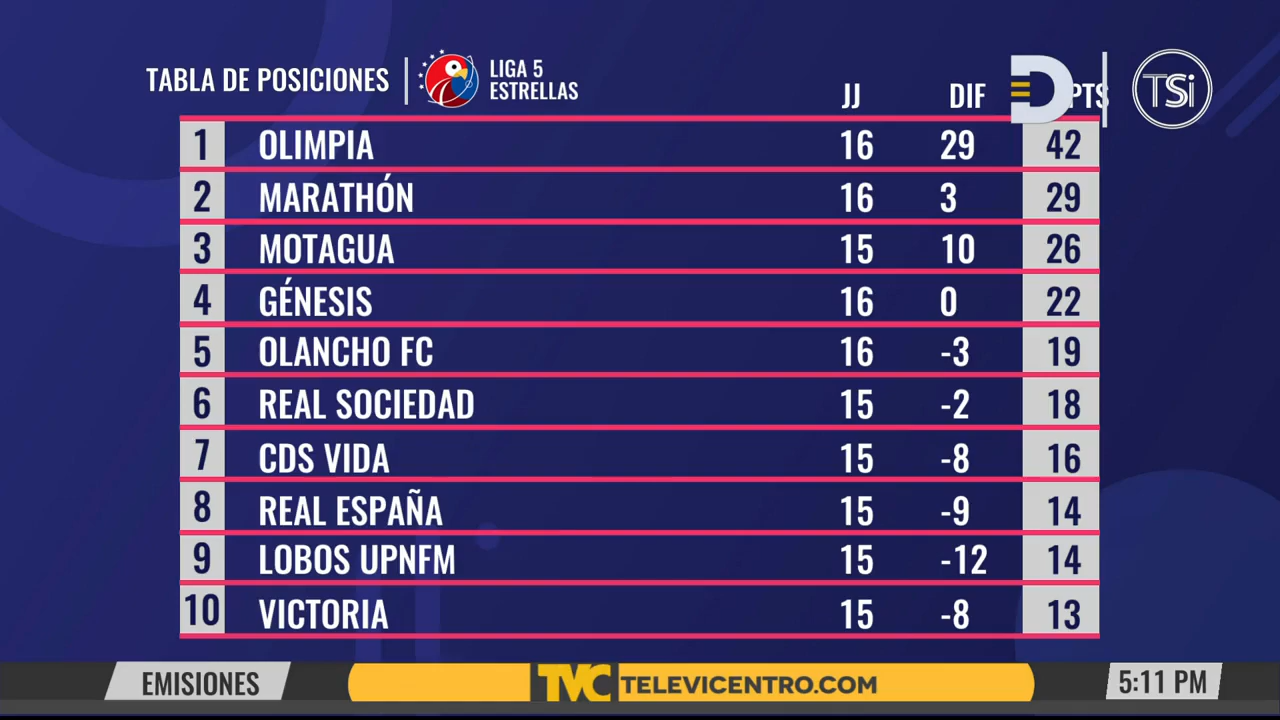 TABLA DE POSICIONES
LIGA 5
ESTRELLAS
JJ DIF PTS
D TSi
1 OLIMPIA 16 29 42
2 MARATHÓN 16 3 29
3 MOTAGUA 15 10 26
4 GÉNESIS 16 0 22
5 OLANCHO FC 16 -3 19
6 REAL SOCIEDAD 15 -2 18
7 CDS VIDA 15 -8 16
8 REAL ESPAÑA 15 -9 14
9 LOBOS UPNFM 15 -12 14
10 VICTORIA 15 -8 13
EMISIONES TVC TELEVICENTRO.COM 5:11 PM